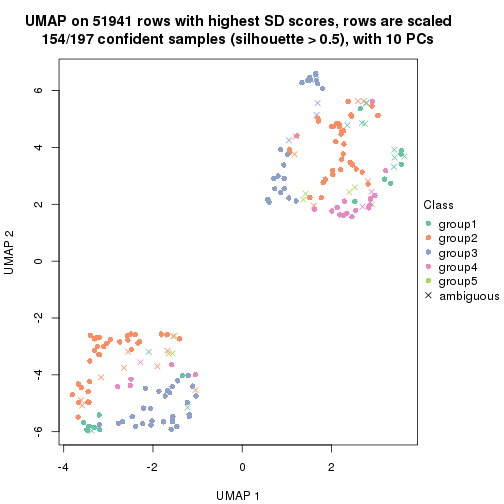 UMAP on 51941 rows with highest SD scores, rows are scaled
154/197 confident samples (silhouette > 0.5), with 10 PCs
6
4
2
0
-2
-4
-6
UMAP 2
-4
-2
0
2
UMAP 1
Class
group1
group2
group3
group4
group5
ambiguous